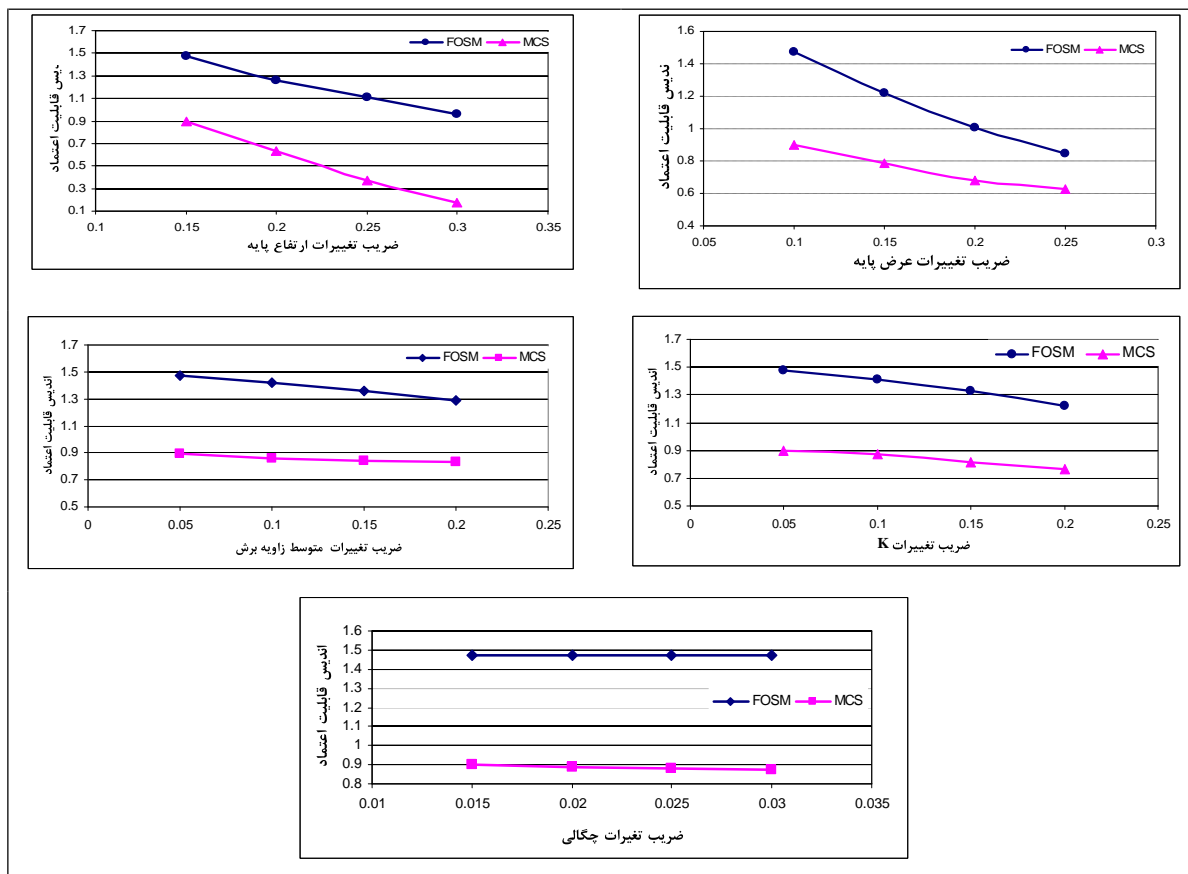 1.7
1.5
1.3
1.1
0.9
0.7
0.5
0.3
0.1
FOSM MCS
0.1 0.15 0.2 0.25 0.3 0.35
قابلیت اعتماد
ضریب تغییرات ارتفاع پایه
1.6
1.4
1.2
1
0.8
0.6
0.4
FOSM MCS
0.05 0.1 0.15 0.2 0.25 0.3
ندیس قابلیت اعتماد
ضریب تغییرات عرض پایه
1.7
1.5
1.3
1.1
0.9
0.7
0.5
FOSM MCS
0 0.05 0.1 0.15 0.2 0.25
اندیس قابلیت اعتماد
ضریب تغییرات متوسط زاویه برش
1.7
1.5
1.3
1.1
0.9
0.7
0.5
FOSM MCS
0 0.05 0.1 0.15 0.2 0.25
اندیس قابلیت اعتماد
ضریب تغییرات K
1.6
1.5
1.4
1.3
1.2
1.1
1
0.9
0.8
FOSM MCS
0.01 0.015 0.02 0.025 0.03 0.035
اندیس قابلیت اعتماد
ضریب تغیرات چگالی